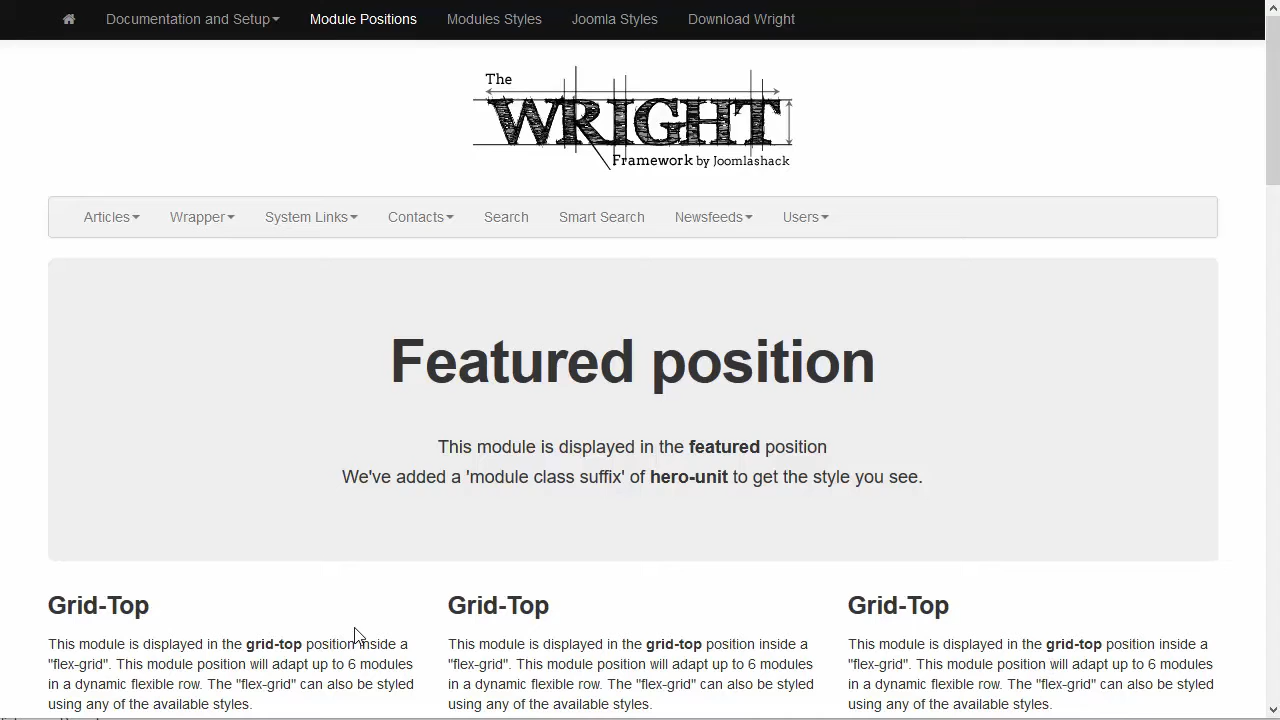 Documentation and Setup Module Positions Modules Styles Joomla Styles Download Wright
The
WRIGHT
Framework by Joomlashack
Articles Wrapper System Links Contacts Search Smart Search Newsfeeds Users
Featured position
This module is displayed in the featured position
We've added a 'module class suffix' of hero-unit to get the style you see.
Grid-Top
This module is displayed in the grid-top position inside a
"flex-grid". This module position will adapt up to 6 modules
in a dynamic flexible row. The "flex-grid" can also be styled
using any of the available styles.
Grid-Top
This module is displayed in the grid-top position inside a
"flex-grid". This module position will adapt up to 6 modules
in a dynamic flexible row. The "flex-grid" can also be styled
using any of the available styles.
Grid-Top
This module is displayed in the grid-top position inside a
"flex-grid". This module position will adapt up to 6 modules
in a dynamic flexible row. The "flex-grid" can also be styled
using any of the available styles.